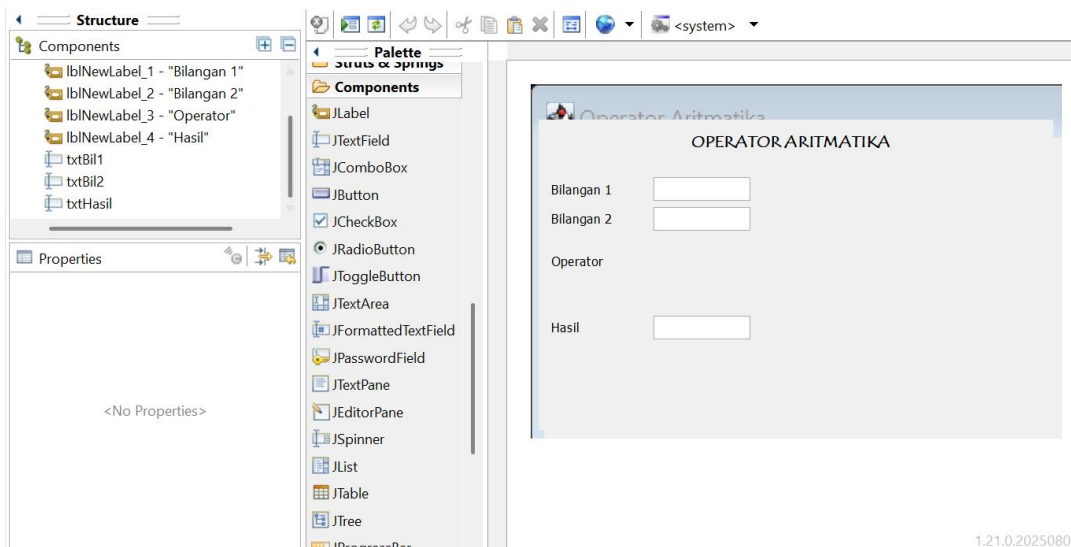 Structure
Components
lblNewLabel_1 - "Bilangan 1"
lblNewLabel_2 - "Bilangan 2"
lblNewLabel_3 - "Operator"
lblNewLabel_4 - "Hasil"
txtBil1
txtBil2
txtHasil
Properties
<No Properties>
<system>
Palette
Struts & Springs
Components
JLabel
JTextField
JComboBox
JButton
JCheckBox
JRadioButton
JToggleButton
JTextArea
JFormattedTextField
JPasswordField
JTextPane
JEditorPane
JSpinner
JList
JTable
JTree
JProgressBar
Operator Aritmatika
OPERATOR ARITMATIKA
Bilangan 1
Bilangan 2
Operator
Hasil
1.21.0.2025080